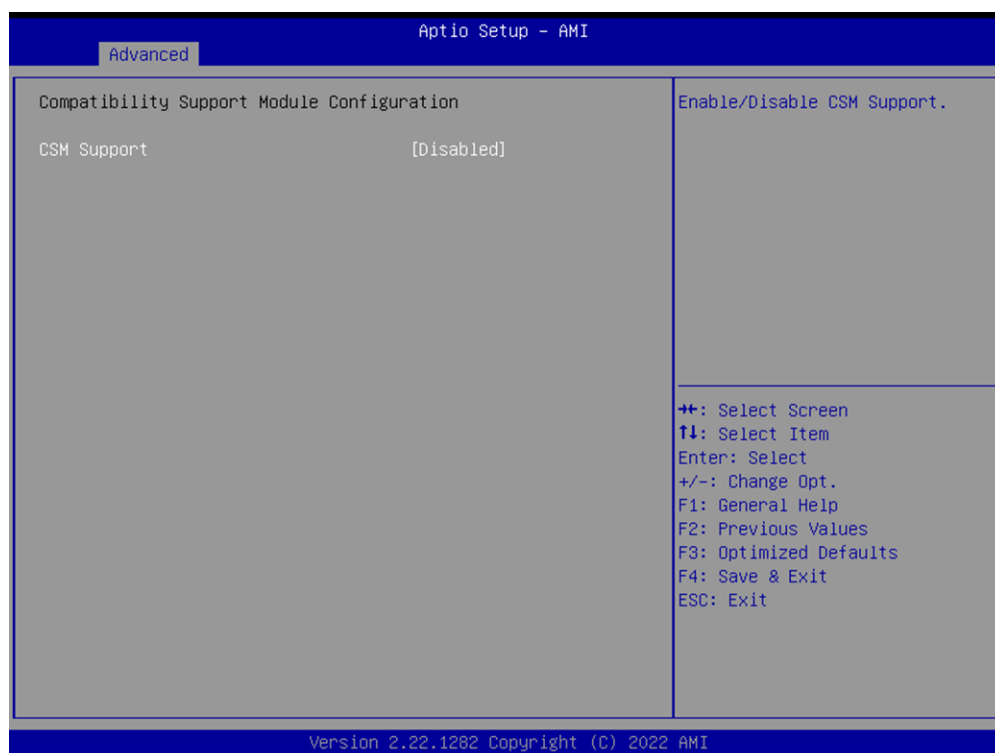 Aptio Setup – AMI
Advanced
Compatibility Support Module Configuration
CSM Support [Disabled]
Enable/Disable CSM Support.
→←: Select Screen
↑↓: Select Item
Enter: Select
+/-: Change Opt.
F1: General Help
F2: Previous Values
F3: Optimized Defaults
F4: Save & Exit
ESC: Exit
Version 2.22.1282 Copyright (C) 2022 AMI